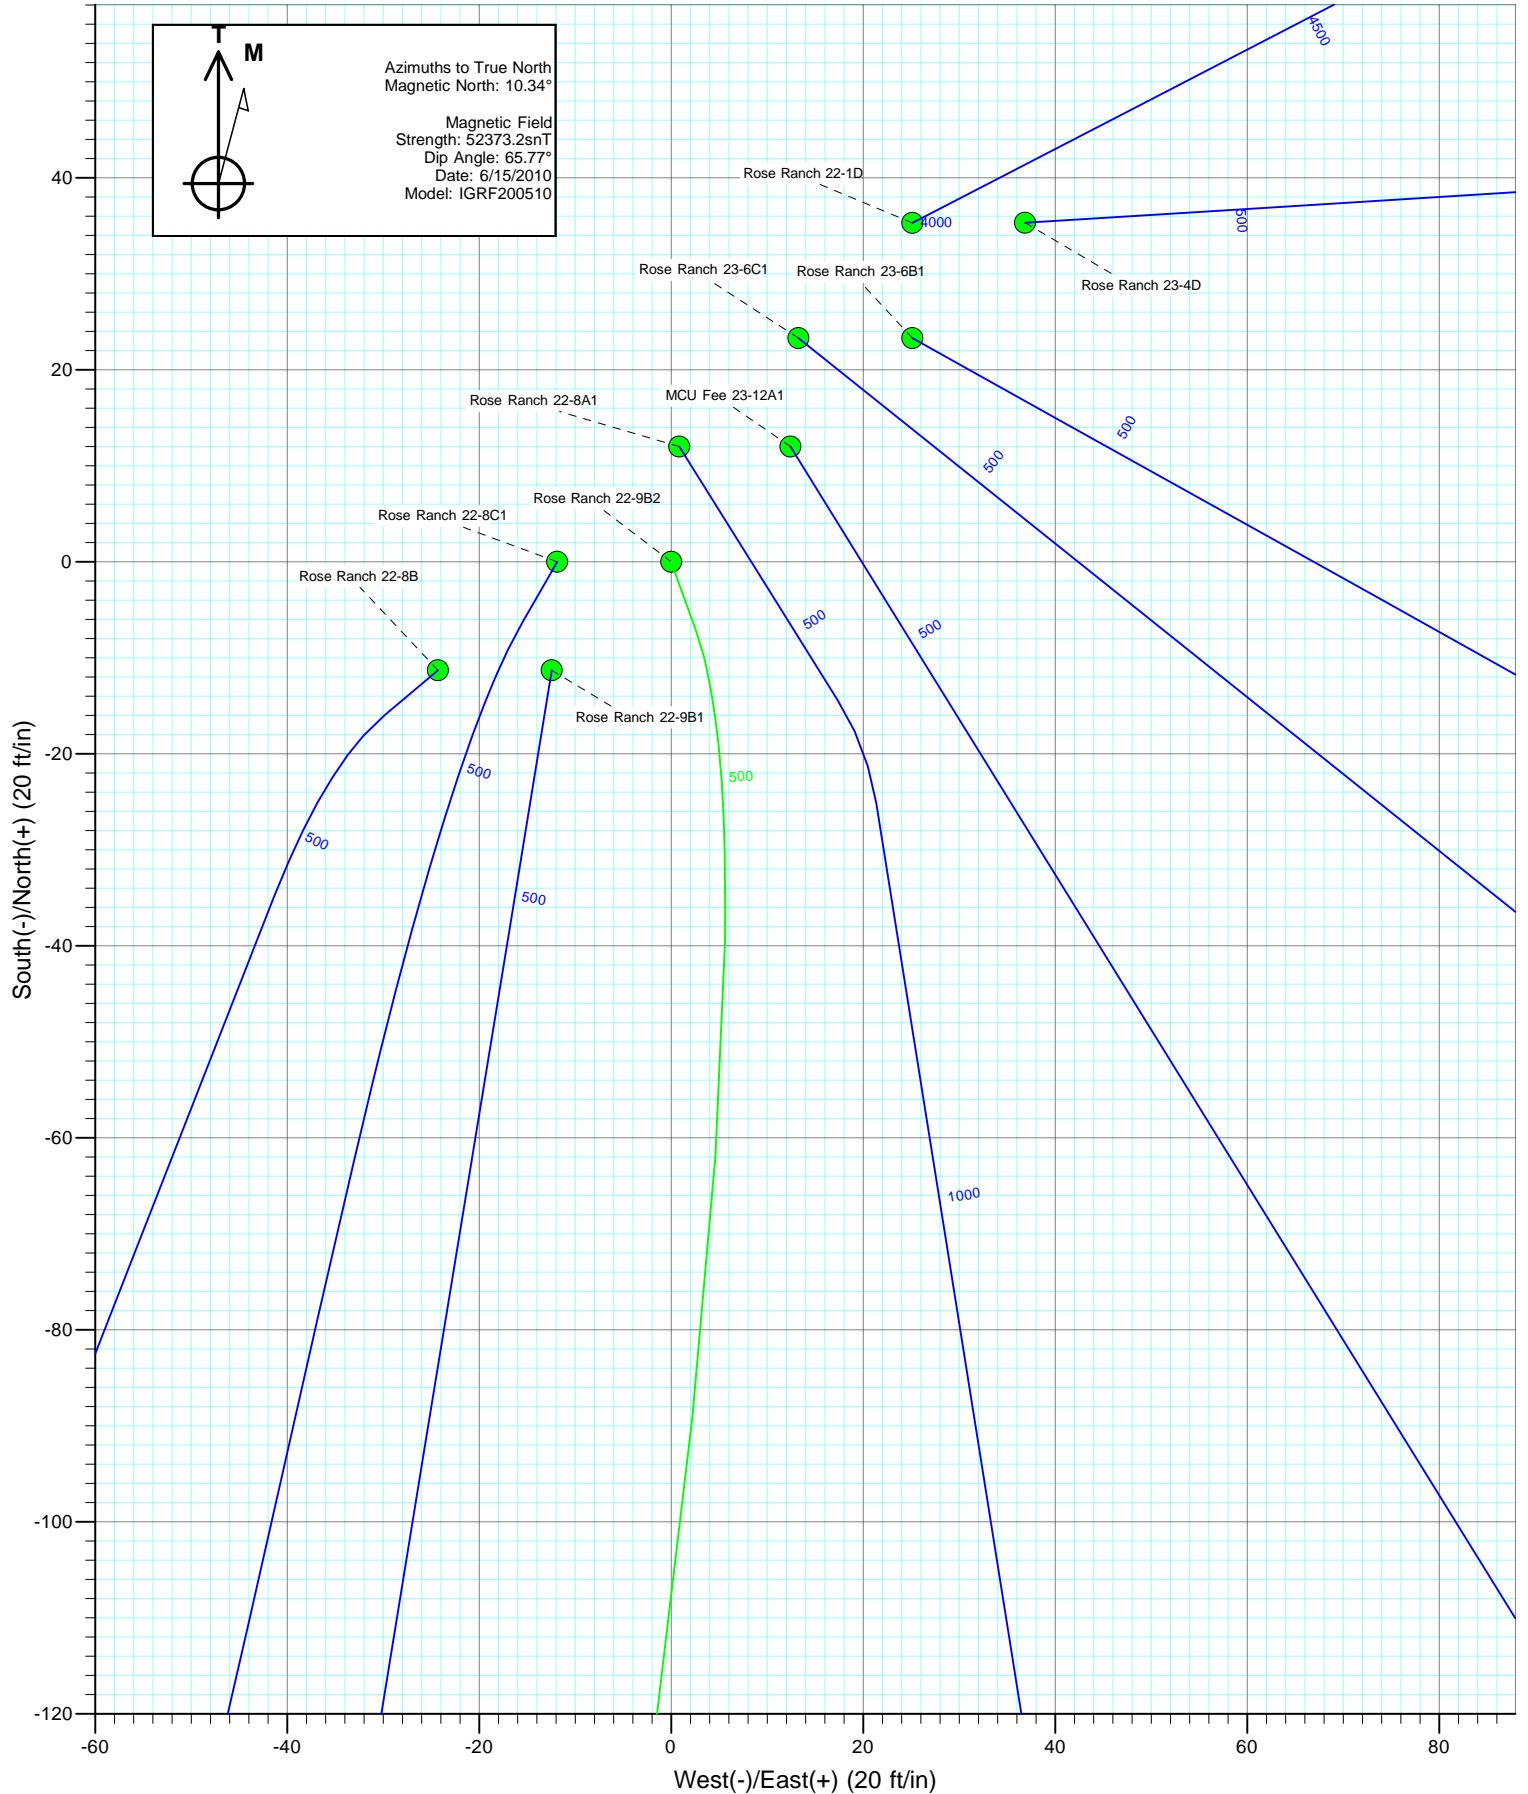 T
M
Azimuths to True North
Magnetic North: 10.34°
Magnetic Field
Strength: 52373.2snT
Dip Angle: 65.77°
Date: 6/15/2010
Model: IGRF200510
4500
Rose Ranch 22-1D
4000
500
Rose Ranch 23-4D
Rose Ranch 23-6C1
Rose Ranch 23-6B1
Rose Ranch 22-8A1
MCU Fee 23-12A1
500
500
Rose Ranch 22-9B2
Rose Ranch 22-8C1
Rose Ranch 22-8B
500
500
Rose Ranch 22-9B1
500
500
500
500
1000
40
20
0
-20
-40
-60
-80
-100
-120
South(-)/North(+) (20 ft/in)
-60
-40
-20
0
20
40
60
80
West(-)/East(+) (20 ft/in)